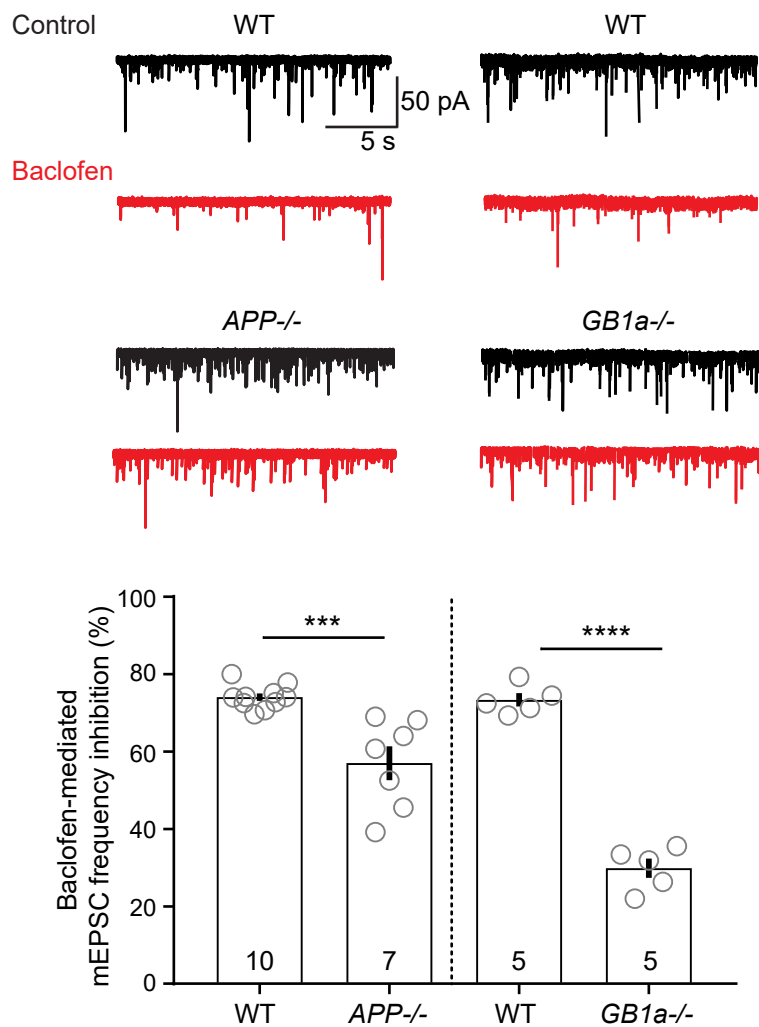 Control WT WT
50 pA
5 s
Baclofen
APP-/- GB1a-/-
Baclofen-mediated
mEPSC frequency inhibition (%)
100
80
60
40
20
0
*** ****
10 7 5 5
WT APP-/- WT GB1a-/-